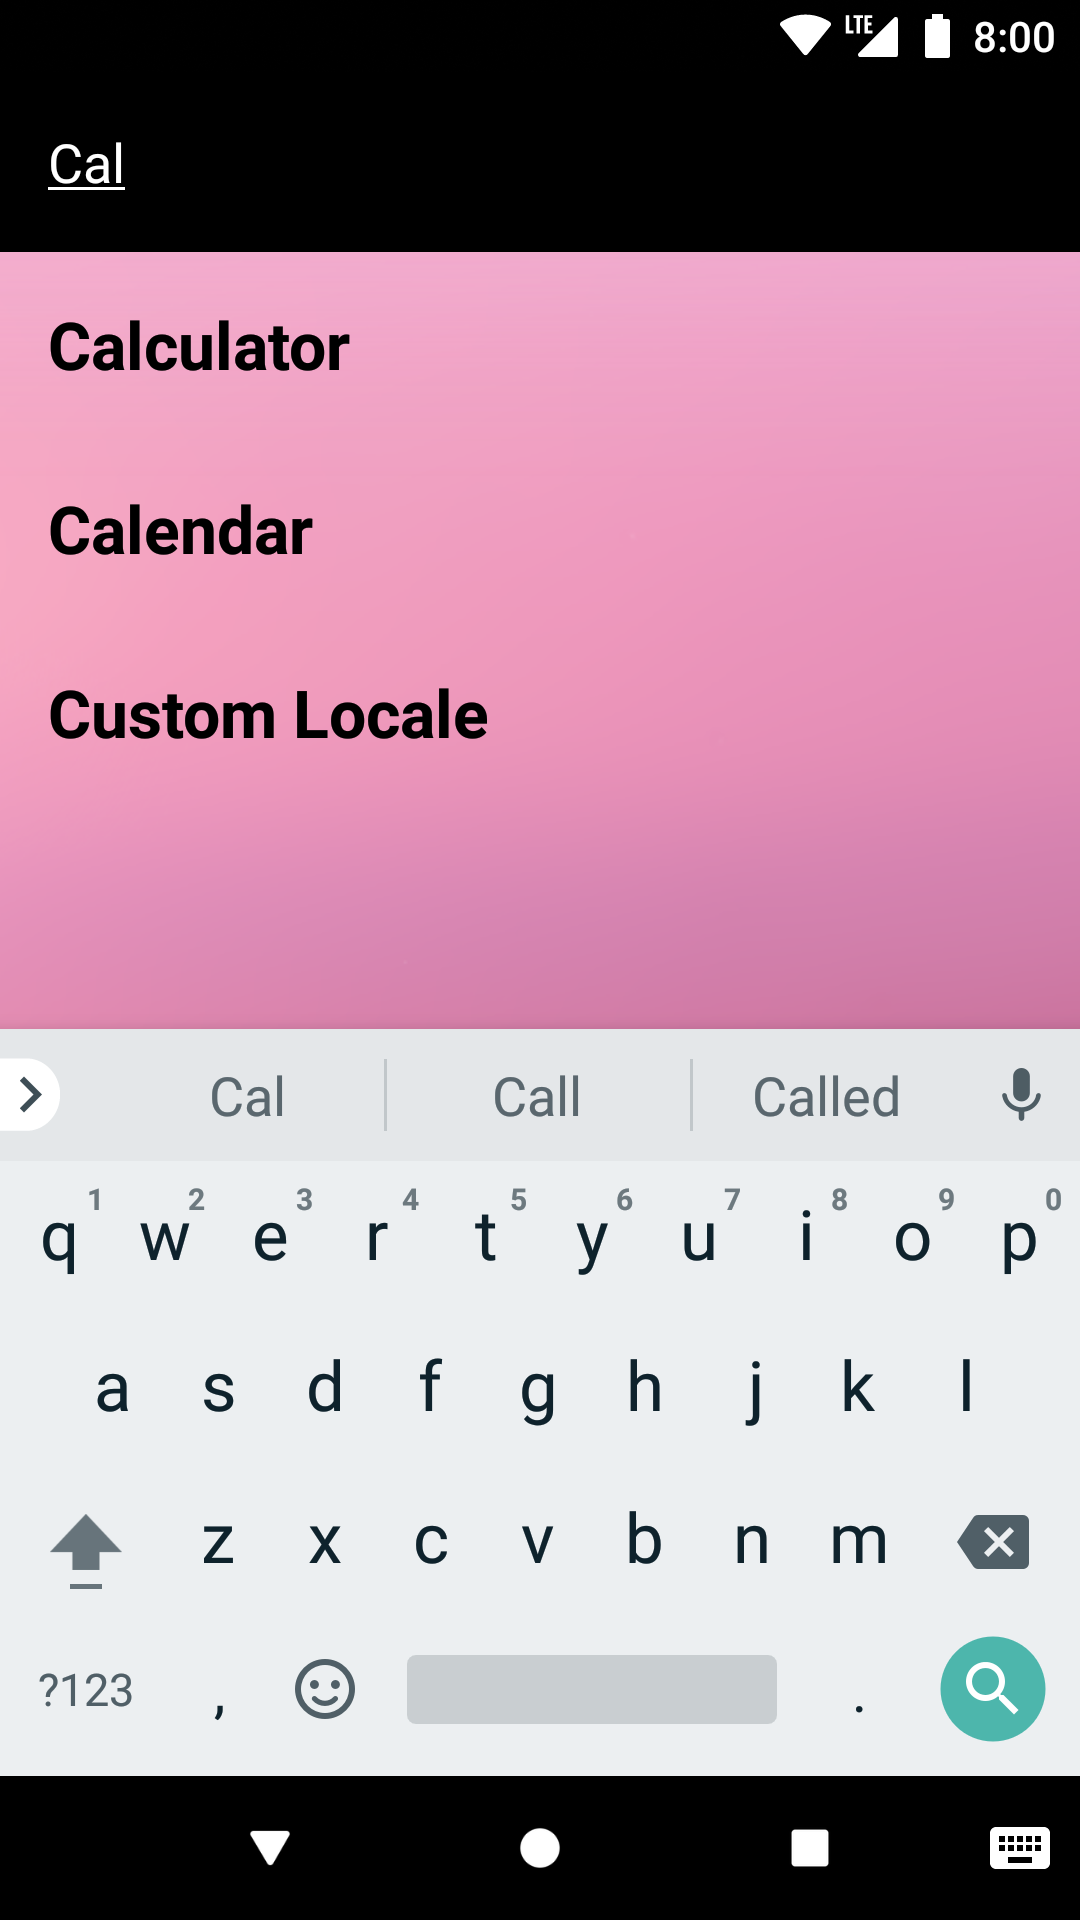 LTE 8:00
Cal
Calculator
Calendar
Custom Locale
Cal Call Called
1 2 3 4 5 6 7 8 9 0
q w e r t y u i o p
a s d f g h j k l
z x c v b n m
?123 , .